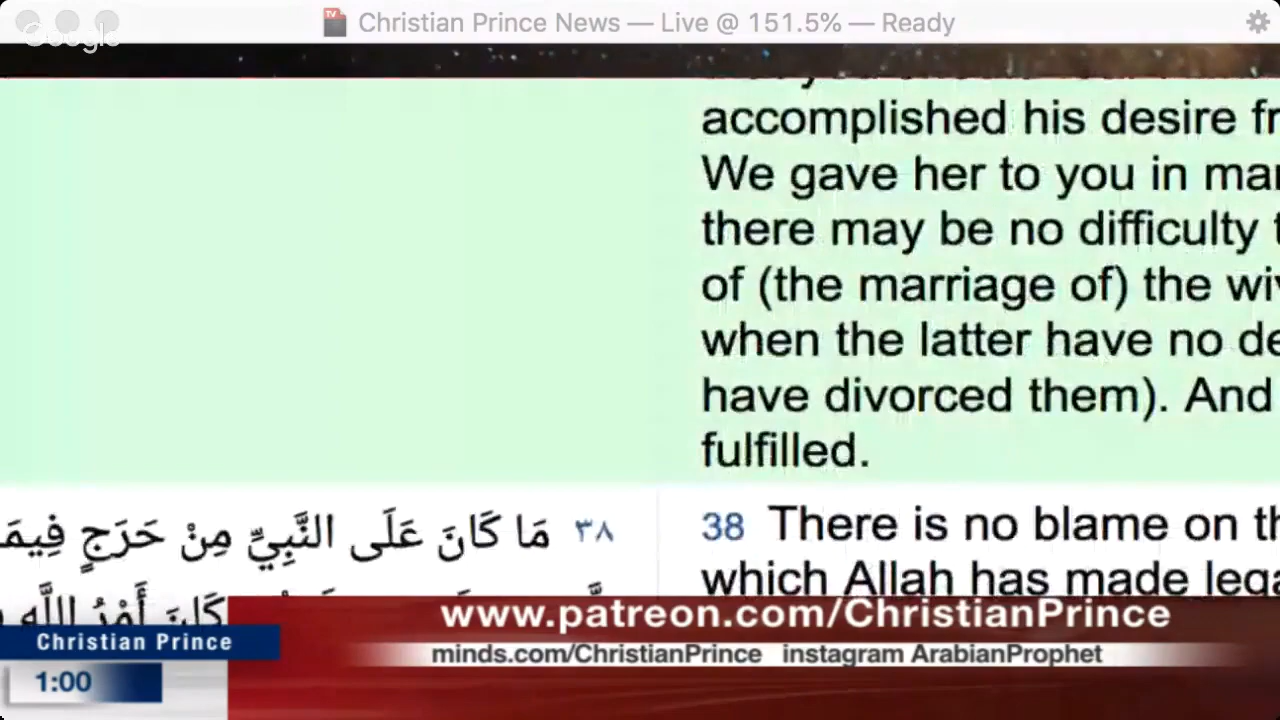 Christian Prince News — Live @ 151.5% — Ready
Google
accomplished his desire
We gave her to you in
there may be no difficulty
of (the marriage of) the
when the latter have no
have divorced them). And
fulfilled.
٣٨ مَا كَانَ عَلَى النَّبِيِّ مِنْ حَرَجٍ
38 There is no blame on
which Allah has made
كَانَ أَمْرُ اللَّهِ
www.patreon.com/ChristianPrince
Christian Prince
minds.com/ChristianPrince instagram ArabianProphet
1:00